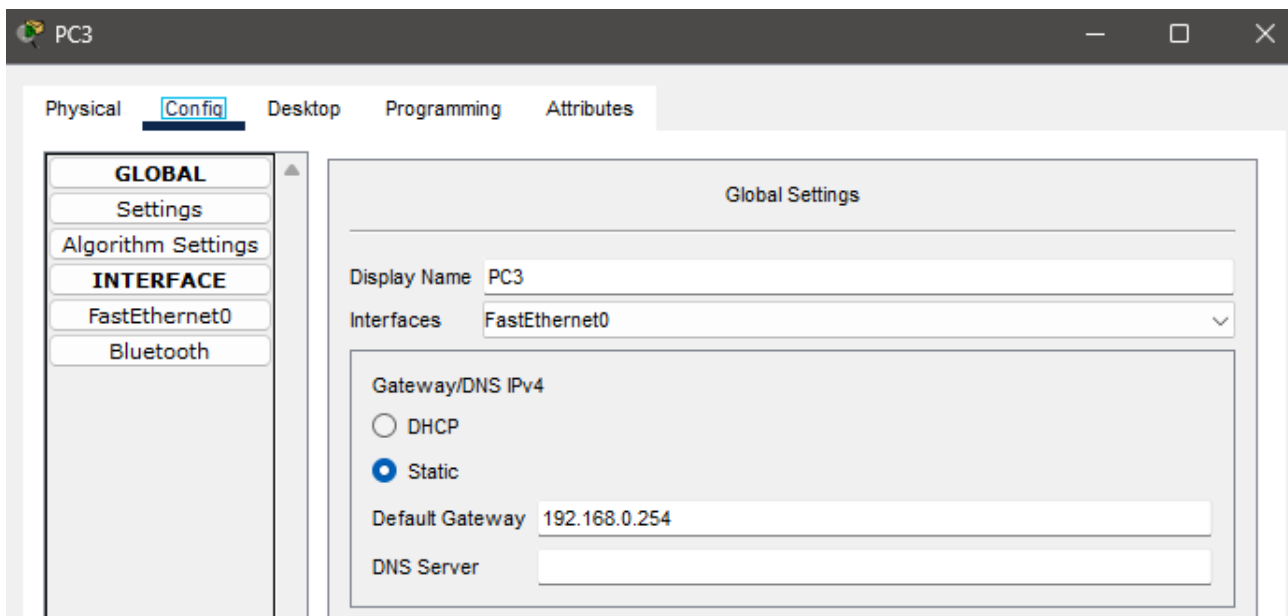 PC3
Physical Config Desktop Programming Attributes
GLOBAL
Settings
Algorithm Settings
INTERFACE
FastEthernet0
Bluetooth
Global Settings
Display Name PC3
Interfaces FastEthernet0
Gateway/DNS IPv4
DHCP
Static
Default Gateway 192.168.0.254
DNS Server